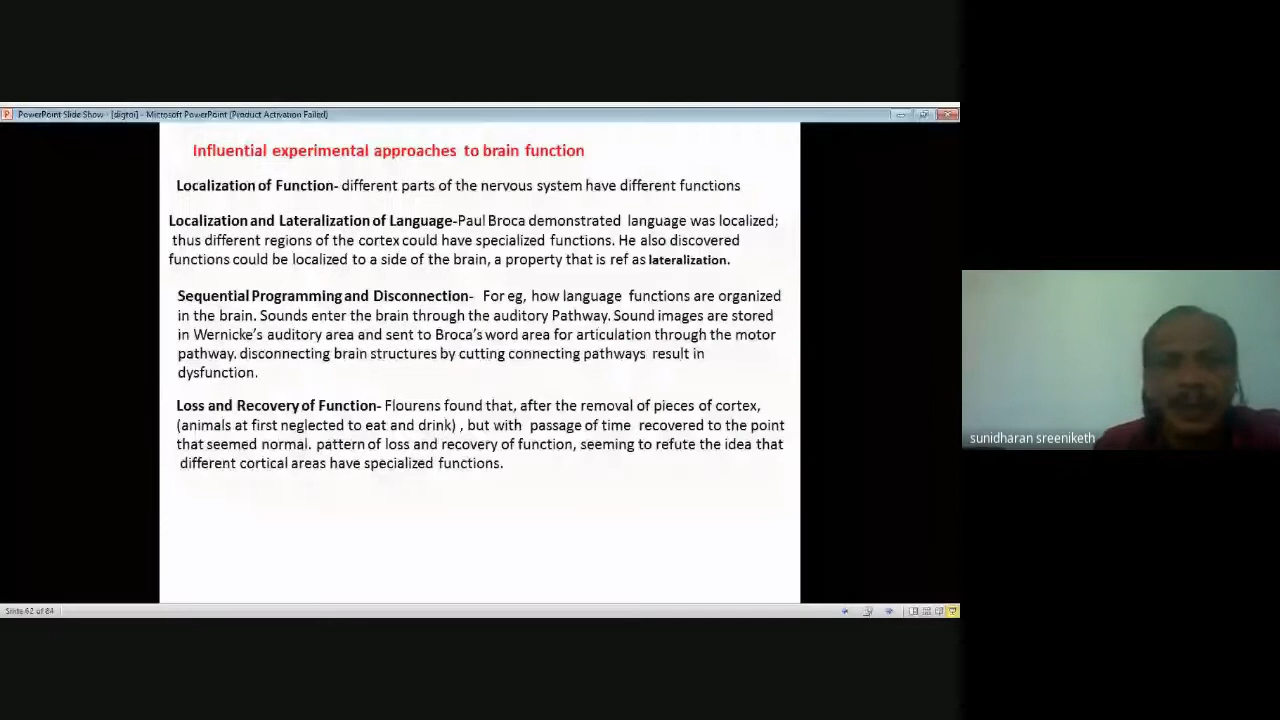 PowerPoint Slide Show - [digtoi] - Microsoft PowerPoint (Product Activation Failed)
Influential experimental approaches to brain function
Localization of Function- different parts of the nervous system have different functions
Localization and Lateralization of Language-Paul Broca demonstrated language was localized;
thus different regions of the cortex could have specialized functions. He also discovered
functions could be localized to a side of the brain, a property that is ref as lateralization.
Sequential Programming and Disconnection- For eg, how language functions are organized
in the brain. Sounds enter the brain through the auditory Pathway. Sound images are stored
in Wernicke's auditory area and sent to Broca's word area for articulation through the motor
pathway. disconnecting brain structures by cutting connecting pathways result in
dysfunction.
Loss and Recovery of Function- Flourens found that, after the removal of pieces of cortex,
(animals at first neglected to eat and drink) , but with passage of time recovered to the point
that seemed normal. pattern of loss and recovery of function, seeming to refute the idea that
different cortical areas have specialized functions.
sunidharan sreeniketh
Slide 62 of 84